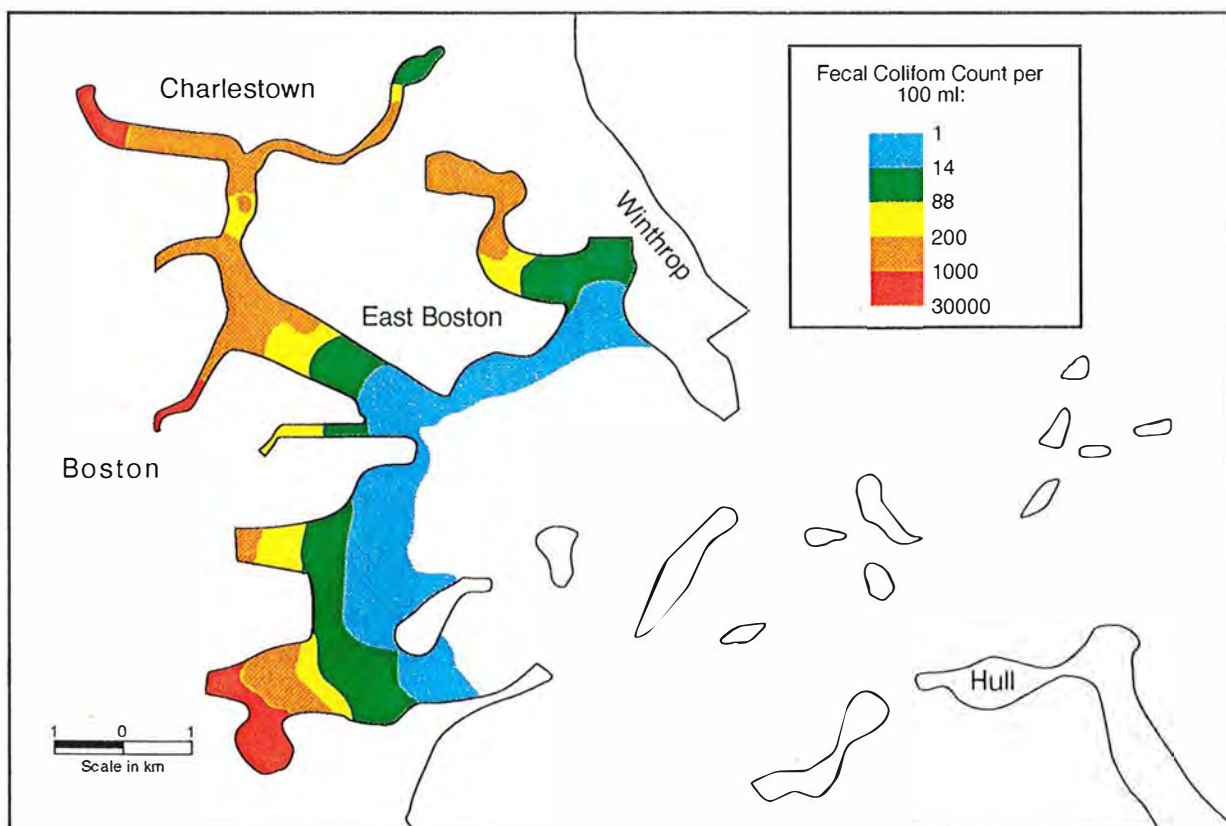 Charlestown
Fecal Colifom Count per
100 ml:
1
14
88
200
1000
30000
Winthrop
East Boston
Boston
Hull
1 0 1
Scale in km